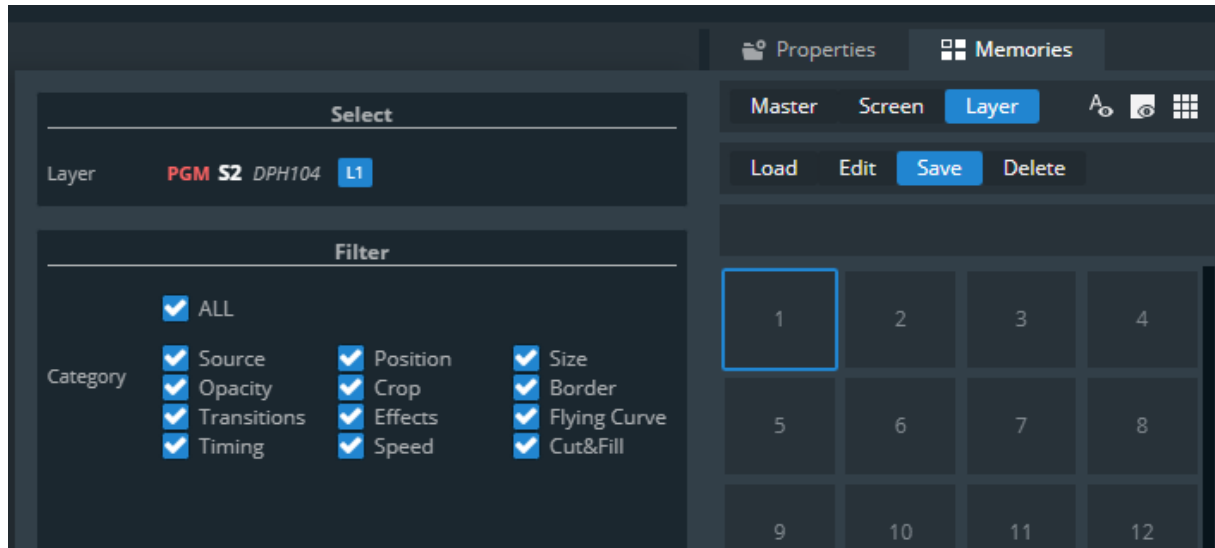 Properties
Memories
Master Screen Layer
Load Edit Save Delete
Select
Layer PGM S2 DPH104 L1
Filter
ALL
Category
Source Position Size
Opacity Crop Border
Transitions Effects Flying Curve
Timing Speed Cut&Fill
1 2 3 4
5 6 7 8
9 10 11 12